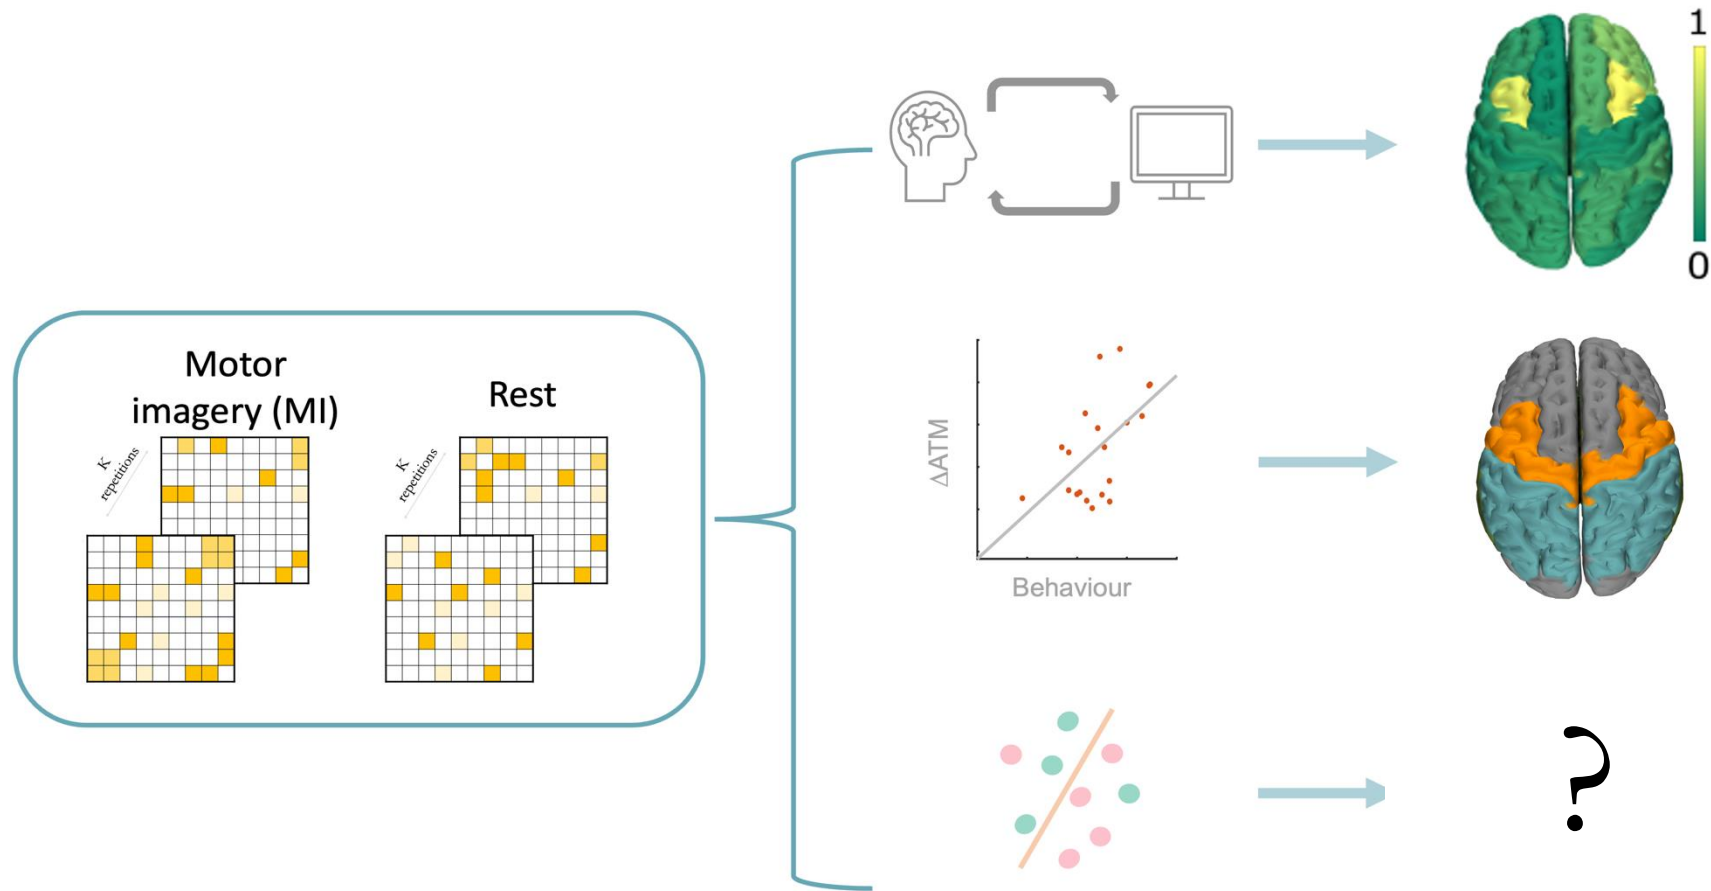 Motor
imagery (MI)
Rest
K
repetitions
K
repetitions
1
0
ΔATM
Behaviour
?